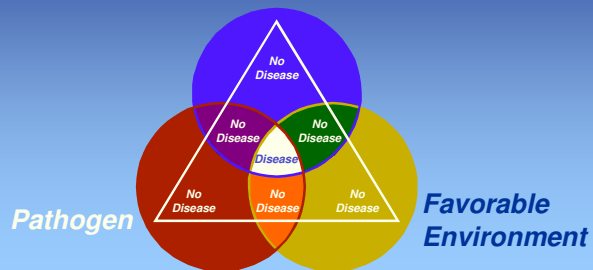 No
Disease
No
Disease
No
Disease
Disease
No
Disease
No
Disease
No
Disease
Pathogen
Favorable
Environment